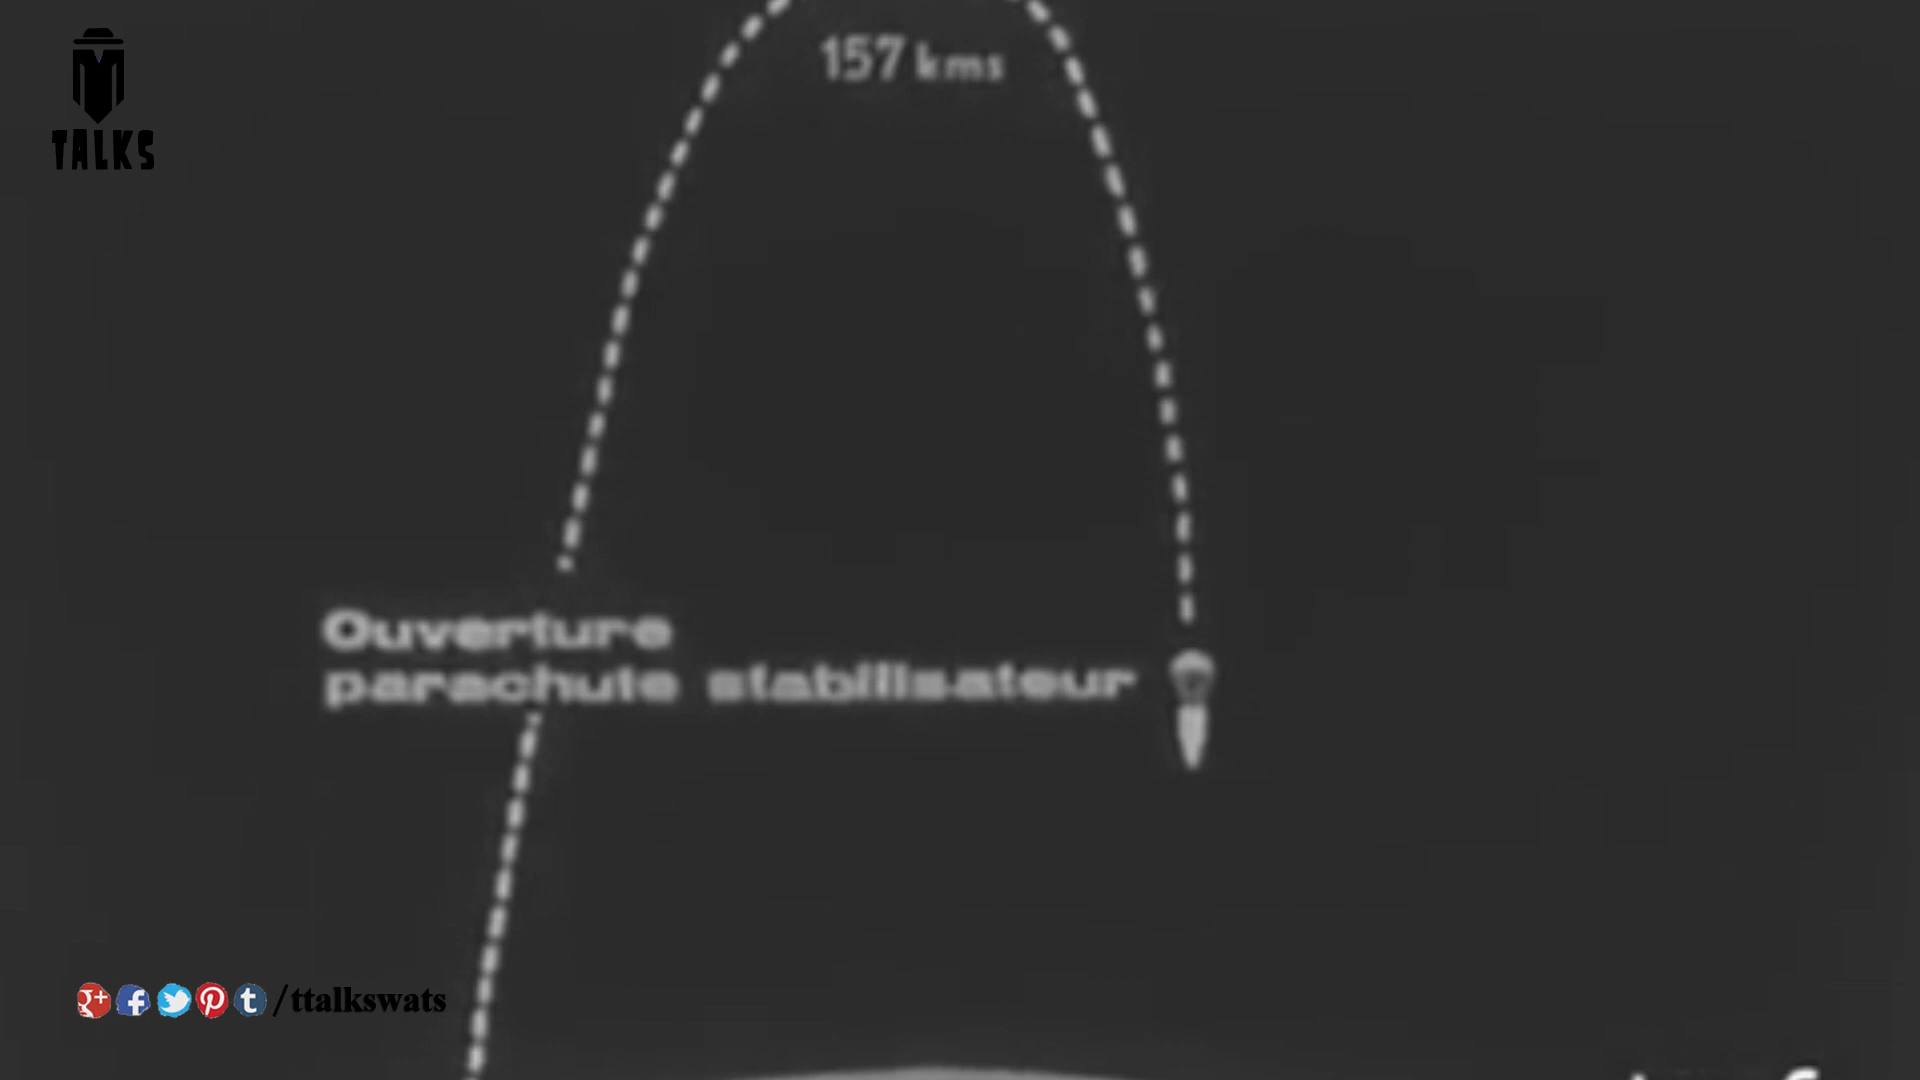 157 kms
TALKS
Ouverture
parachute stabilisateur
/ttalkswats